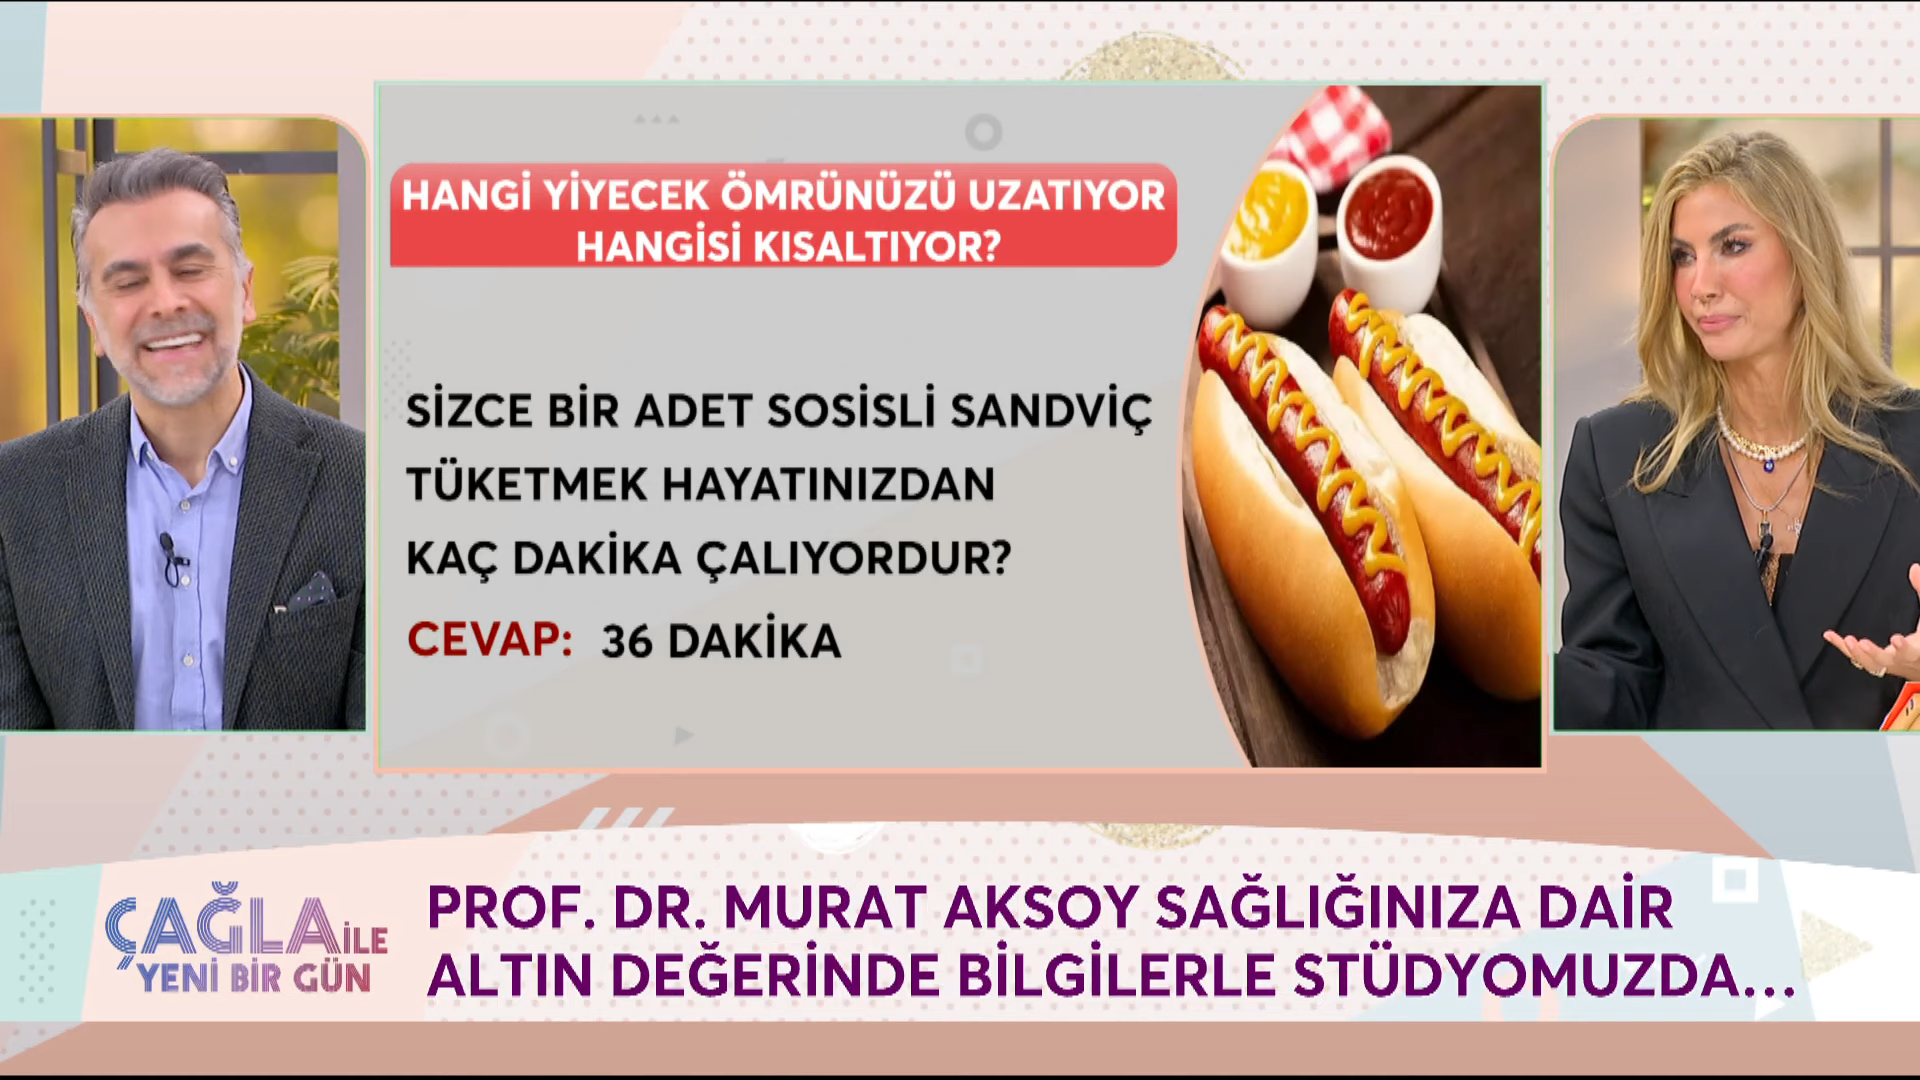 HANGİ YİYECEK ÖMRÜNÜZÜ UZATIYOR
HANGİSİ KISALTIYOR?
SİZCE BİR ADET SOSİSLİ SANDVİÇ
TÜKETMEK HAYATINIZDAN
KAÇ DAKİKA ÇALIYORDUR?
CEVAP: 36 DAKİKA
ÇAĞLA İLE
YENİ BİR GÜN
PROF. DR. MURAT AKSOY SAĞLIĞINIZA DAİR
ALTIN DEĞERİNDE BİLGİLERLE STÜDYOMUZDA...